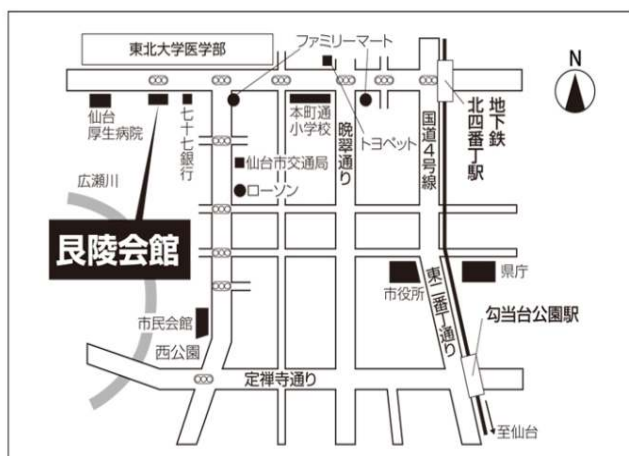 東北大学医学部
ファミリーマート
N
仙台
厚生病院
七十七銀行
本町通
小学校
トヨペット
晩翠通り
国道4号線
地下鉄
北四番丁駅
仙台市交通局
ローソン
広瀬川
艮陵会館
市役所
県庁
東二番丁通り
勾当台公園駅
市民会館
西公園
定禅寺通り
至仙台